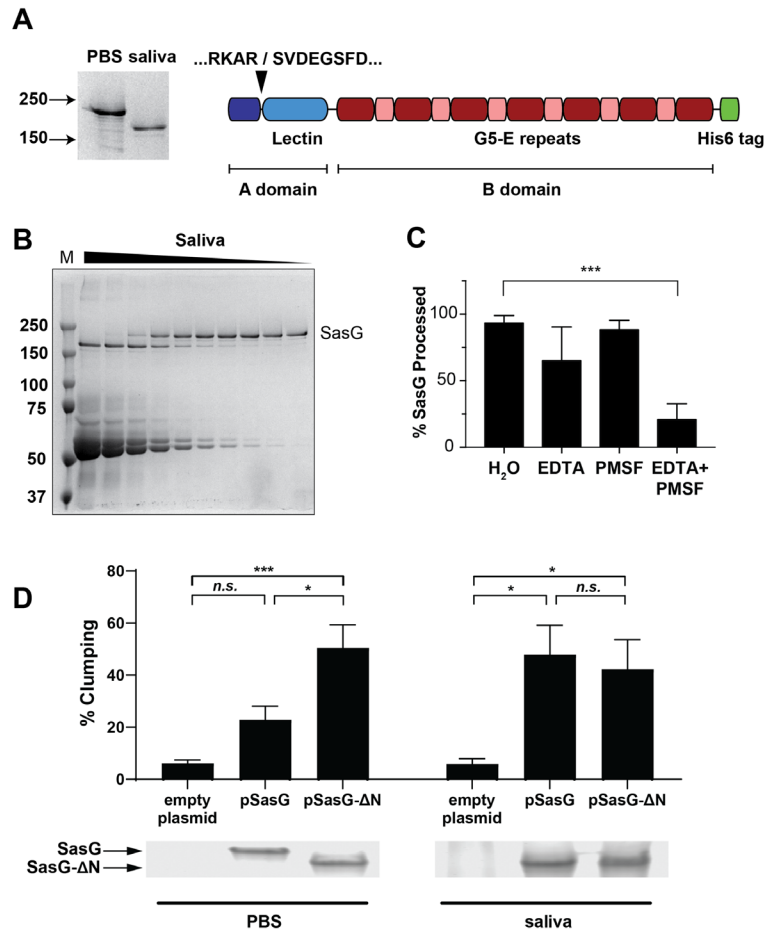 A
PBS saliva
250
150
...RKAR / SVDEGSFD...
Lectin
G5-E repeats
His6 tag
A domain
B domain
B
Saliva
M
250
150
100
75
50
37
SasG
C
***
% SasG Processed
100
50
0
H₂O
EDTA
PMSF
EDTA+
PMSF
D
% Clumping
80
60
40
20
0
***
n.s.
*
*
*
n.s.
empty
plasmid
pSasG
pSasG-ΔN
empty
plasmid
pSasG
pSasG-ΔN
SasG
SasG-ΔN
PBS
saliva